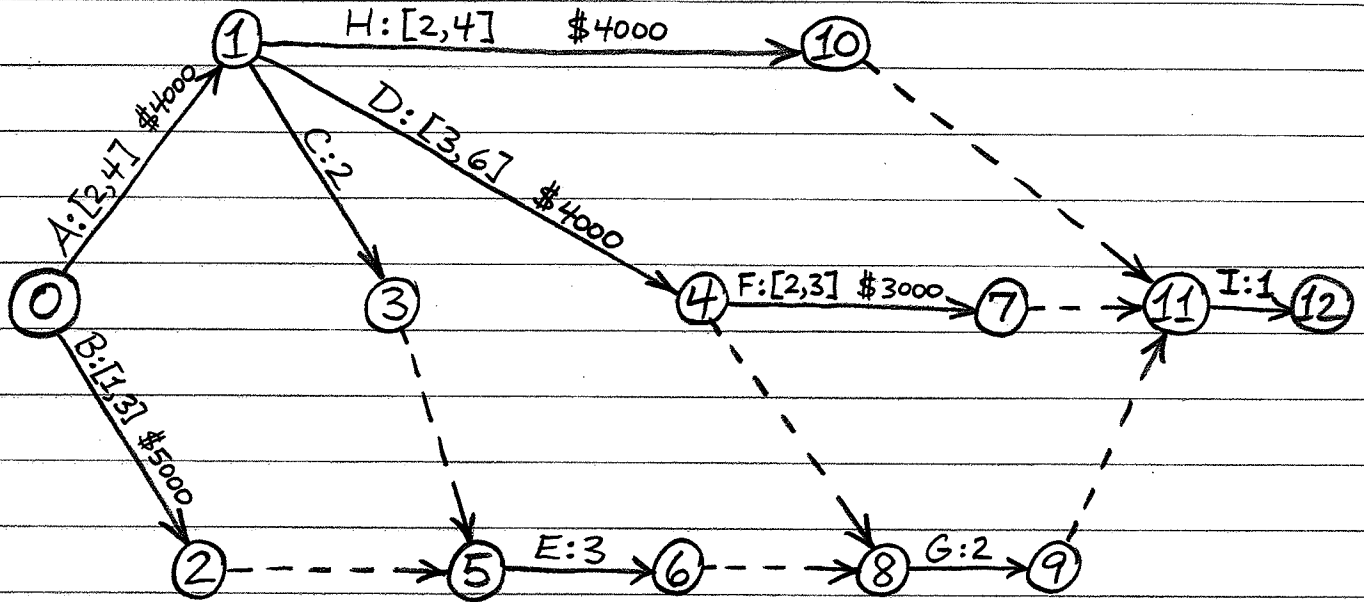 1
H:[2,4] $4000
10
A:[2,4] $4000
D:[3,6] $4000
C:2
0
3
4
F:[2,3] $3000
7
11
I:1
12
B:[1,3] $5000
2
5
E:3
6
8
G:2
9